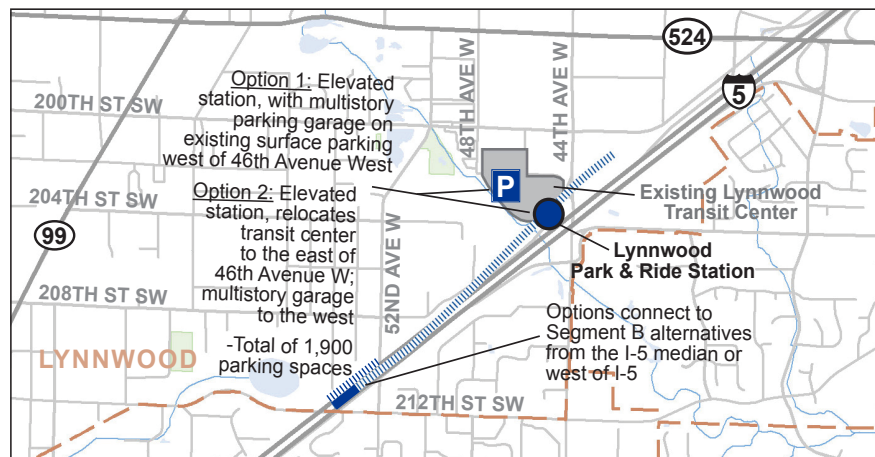 524
5
Option 1: Elevated
station, with multistory
parking garage on
existing surface parking
west of 46th Avenue West
200TH ST SW
48TH AVE W
44TH AVE W
P
Option 2: Elevated
station, relocates
transit center
to the east of
46th Avenue W;
multistory garage
to the west
-Total of 1,900
parking spaces
204TH ST SW
Existing Lynnwood
Transit Center
99
52ND AVE W
Lynnwood
Park & Ride Station
208TH ST SW
Options connect to
Segment B alternatives
from the I-5 median or
west of I-5
LYNNWOOD
212TH ST SW